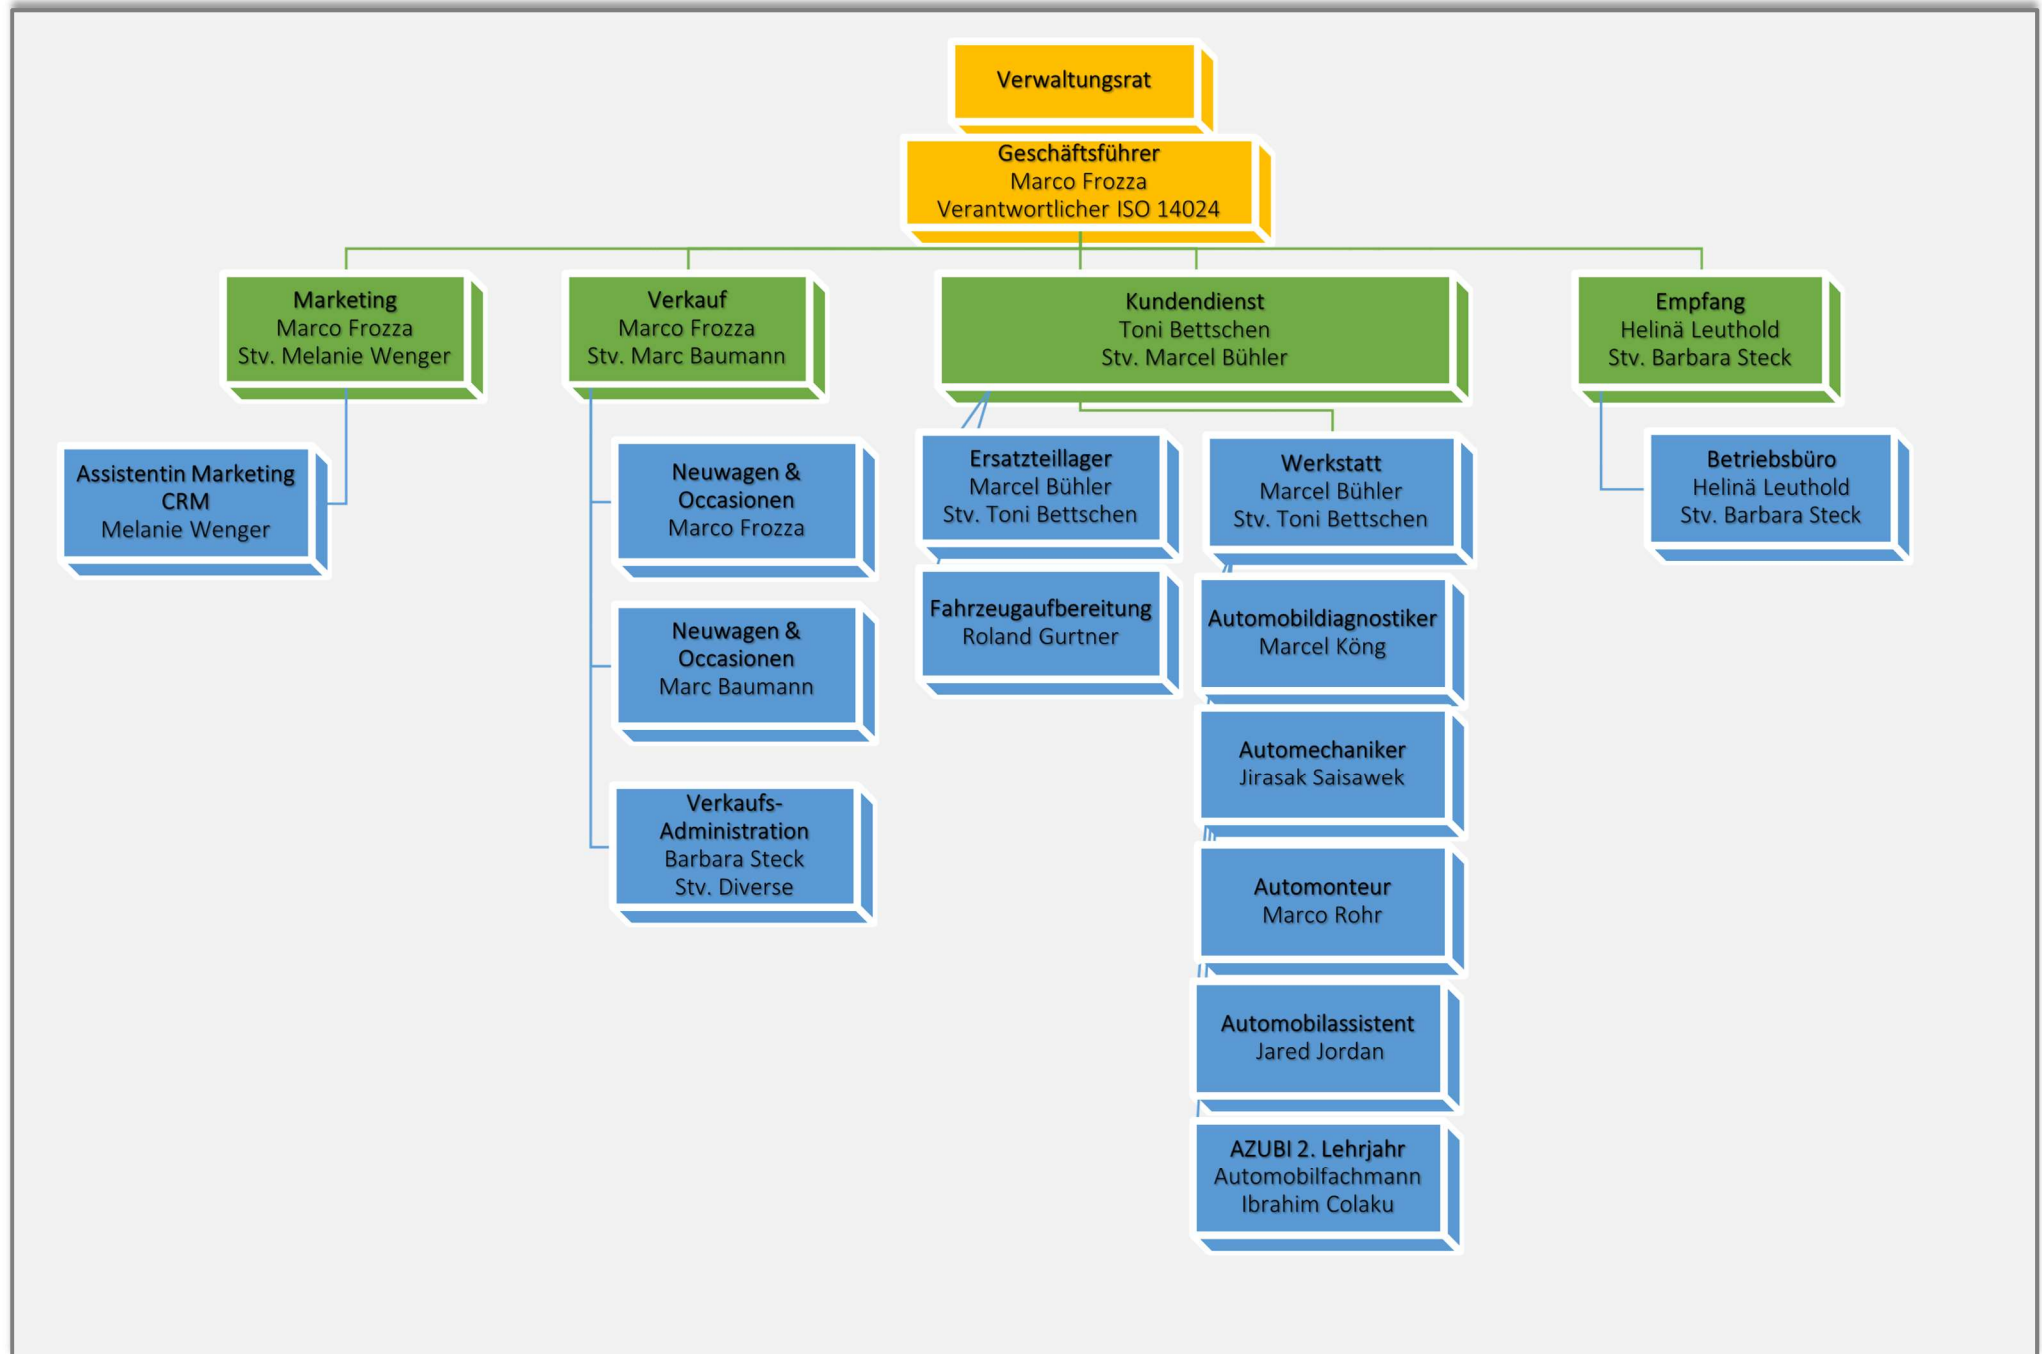 Verwaltungsrat
Geschäftsführer
Marco Frozza
Verantwortlicher ISO 14024
Marketing
Marco Frozza
Stv. Melanie Wenger
Verkauf
Marco Frozza
Stv. Marc Baumann
Kundendienst
Toni Bettschen
Stv. Marcel Bühler
Empfang
Helinä Leuthold
Stv. Barbara Steck
Assistentin Marketing
CRM
Melanie Wenger
Neuwagen &
Occasionen
Marco Frozza
Neuwagen &
Occasionen
Marc Baumann
Verkaufs-
Administration
Barbara Steck
Stv. Diverse
Ersatzteillager
Marcel Bühler
Stv. Toni Bettschen
Fahrzeugaufbereitung
Roland Gurtner
Werkstatt
Marcel Bühler
Stv. Toni Bettschen
Automobildiagnostiker
Marcel Köng
Automechaniker
Jirasak Saisawek
Automonteur
Marco Rohr
Automobilassistent
Jared Jordan
AZUBI 2. Lehrjahr
Automobilfachmann
Ibrahim Colaku
Betriebsbüro
Helinä Leuthold
Stv. Barbara Steck